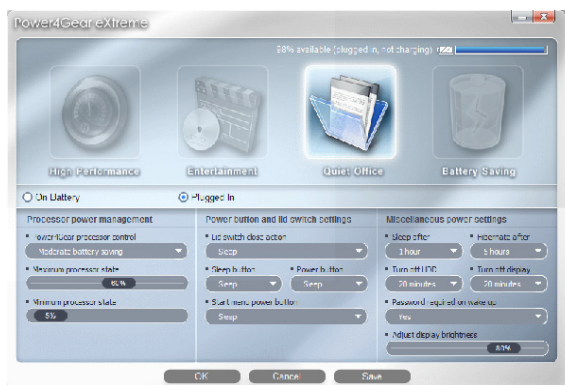 Power4Gear eXtreme
98% available (plugged in, not charging)
High Performance
Entertainment
Quiet Office
Battery Saving
On Battery
Plugged In
Processor power management
Power4Gear processor control
Moderate battery saving
Maximum processor state
60%
Minimum processor state
5%
Power button and lid switch settings
Lid switch close action
Sleep
Sleep button
Power button
Sleep
Sleep
Start menu power button
Sleep
Miscellaneous power settings
Sleep after
Hibernate after
1 hour
5 hours
Turn off HDD
Turn off display
20 minutes
20 minutes
Password required on wake up
Yes
Adjust display brightness
80%
OK
Cancel
Save